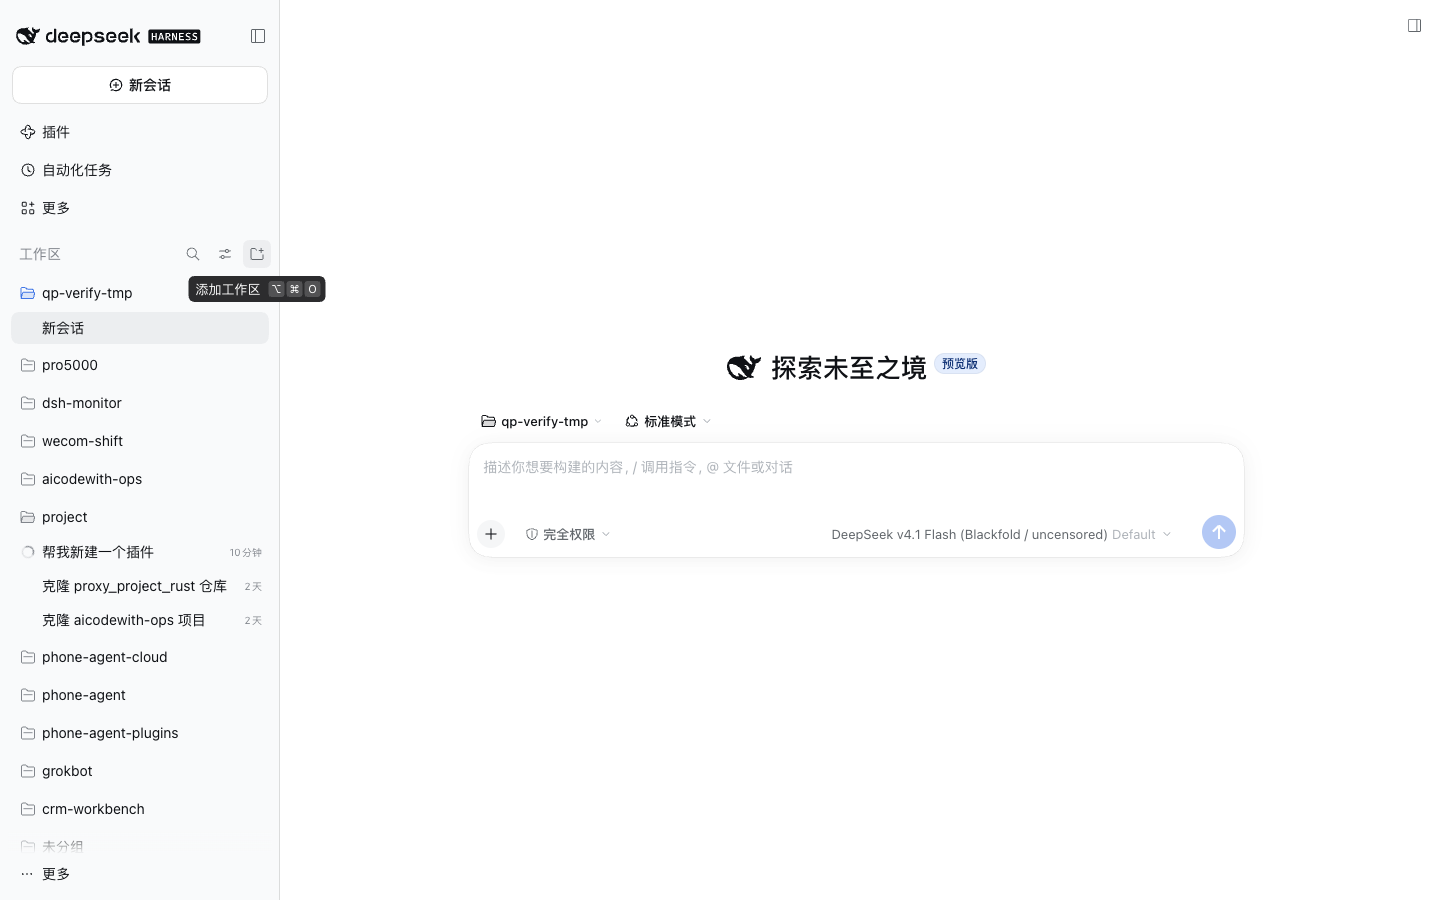 deepseek HARNESS
新会话
插件
自动化任务
更多
工作区
添加工作区 ⌥ ⌘ O
qp-verify-tmp
新会话
pro5000
dsh-monitor
wecom-shift
aicodewith-ops
project
帮我新建一个插件 10 分钟
克隆 proxy_project_rust 仓库 2 天
克隆 aicodewith-ops 项目 2 天
phone-agent-cloud
phone-agent
phone-agent-plugins
grokbot
crm-workbench
未分组
更多
探索未至之境 预览版
qp-verify-tmp 标准模式
描述你想要构建的内容, / 调用指令, @ 文件或对话
完全权限 DeepSeek v4.1 Flash (Blackfold / uncensored) Default